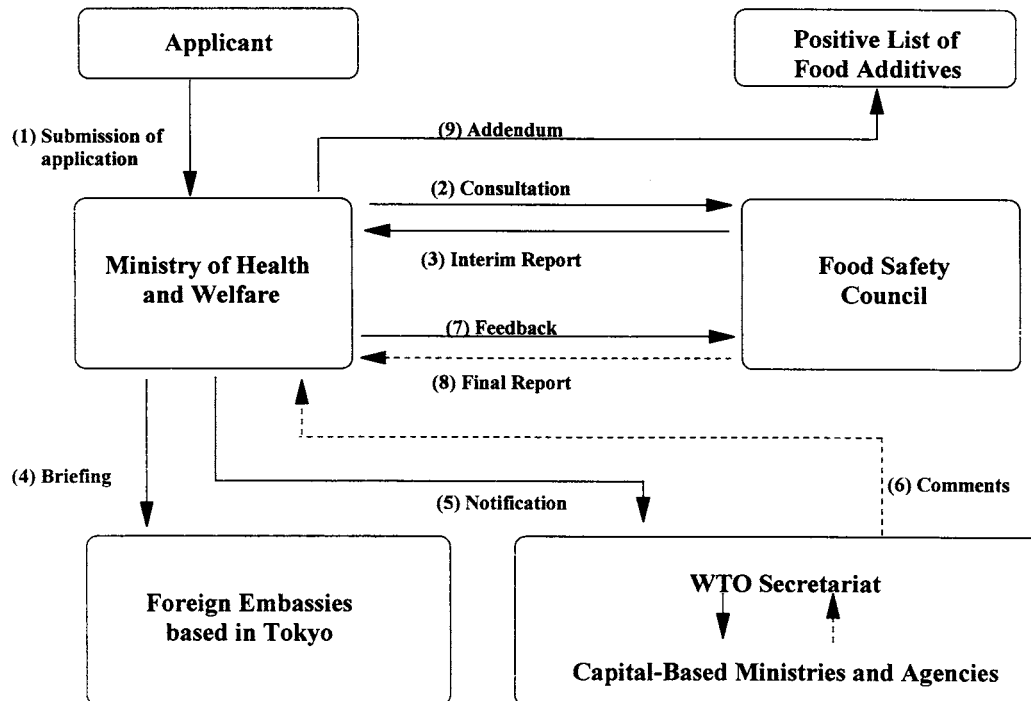 Applicant
Positive List of
Food Additives
(1) Submission of
application
(9) Addendum
(2) Consultation
Ministry of Health
and Welfare
(3) Interim Report
Food Safety
Council
(7) Feedback
(8) Final Report
(4) Briefing
(5) Notification
(6) Comments
Foreign Embassies
based in Tokyo
WTO Secretariat
Capital-Based Ministries and Agencies